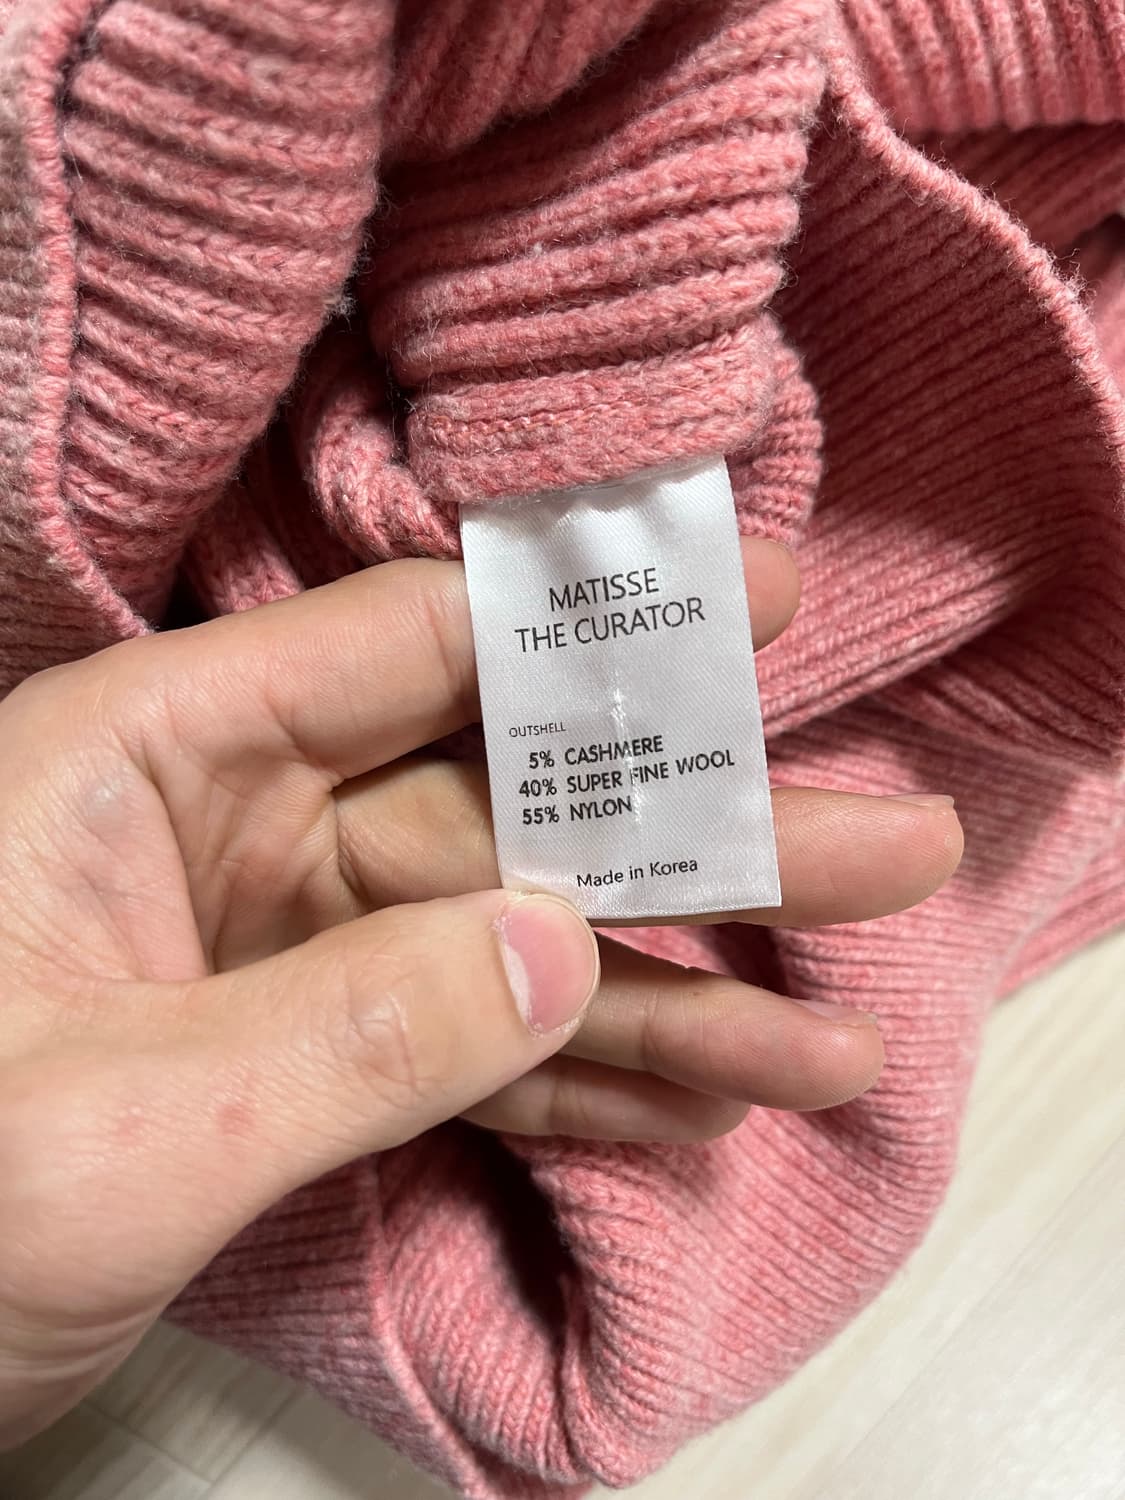 MATISSE
THE CURATOR
OUTSHELL
5% CASHMERE
40% SUPER FINE WOOL
55% NYLON
Made in Korea